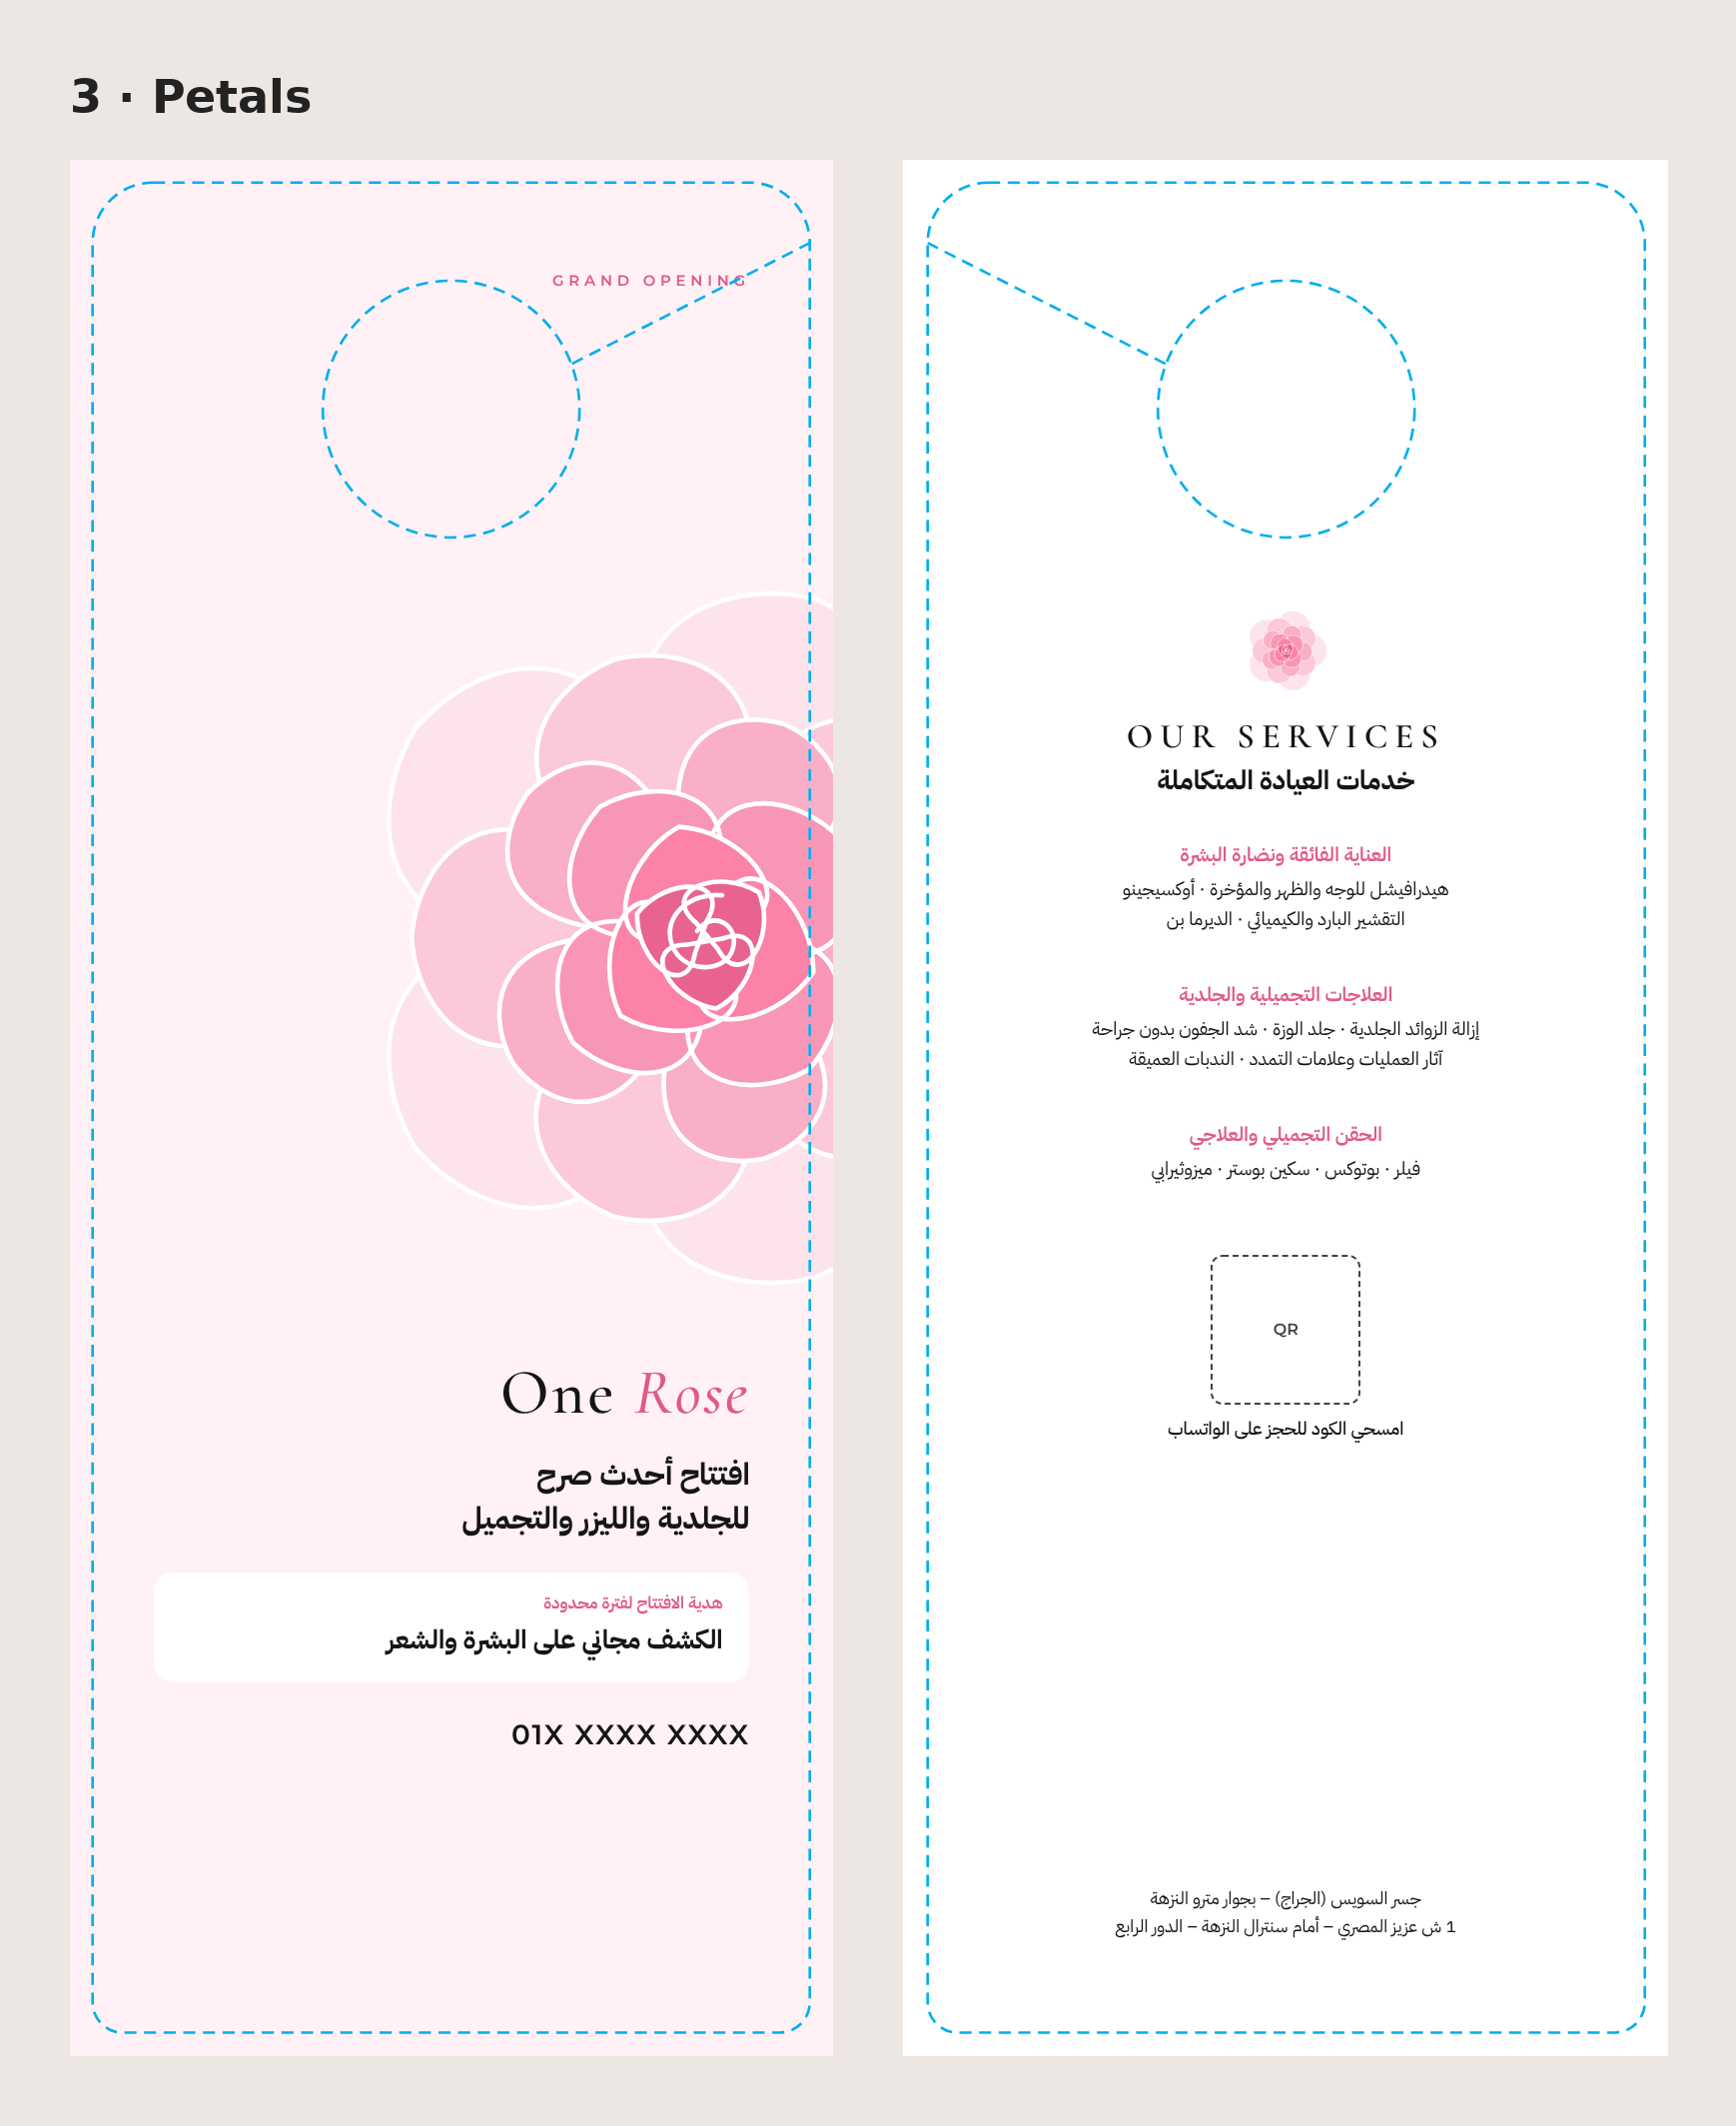 3 · Petals
GRAND OPENING
One Rose
افتتاح أحدث صرح
للجلدية والليزر والتجميل
هدية الافتتاح لفترة محدودة
الكشف مجاني على البشرة والشعر
01X XXXX XXXX
OUR SERVICES
خدمات العيادة المتكاملة
العناية الفائقة ونضارة البشرة
هيدرافيشل للوجه والظهر والمؤخرة · أوكسيجينو
التقشير البارد والكيميائي · الديرما بن
العلاجات التجميلية والجلدية
إزالة الزوائد الجلدية · جلد الوزة · شد الجفون بدون جراحة
آثار العمليات وعلامات التمدد · الندبات العميقة
الحقن التجميلي والعلاجي
فيلر · بوتوكس · سكين بوستر · ميزوثيرابي
QR
امسحي الكود للحجز على الواتساب
جسر السويس (الجراج) – بجوار مترو النزهة
1 ش عزيز المصري – أمام سنترال النزهة – الدور الرابع